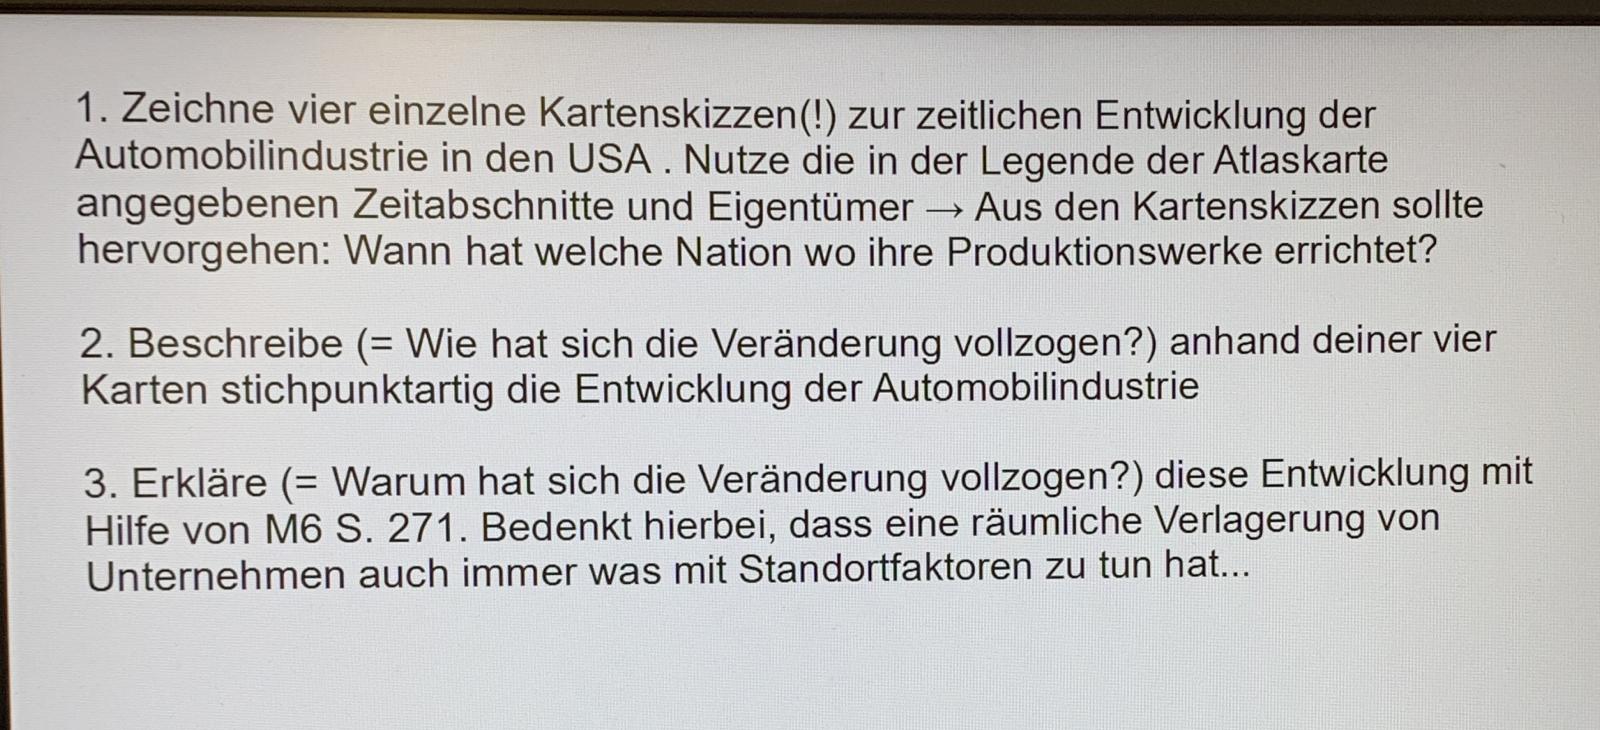 1. Zeichne vier einzelne Kartenskizzen(!) zur zeitlichen Entwicklung der
Automobilindustrie in den USA . Nutze die in der Legende der Atlaskarte
angegebenen Zeitabschnitte und Eigentümer → Aus den Kartenskizzen sollte
hervorgehen: Wann hat welche Nation wo ihre Produktionswerke errichtet?
2. Beschreibe (= Wie hat sich die Veränderung vollzogen?) anhand deiner vier
Karten stichpunktartig die Entwicklung der Automobilindustrie
3. Erkläre (= Warum hat sich die Veränderung vollzogen?) diese Entwicklung mit
Hilfe von M6 S. 271. Bedenkt hierbei, dass eine räumliche Verlagerung von
Unternehmen auch immer was mit Standortfaktoren zu tun hat...